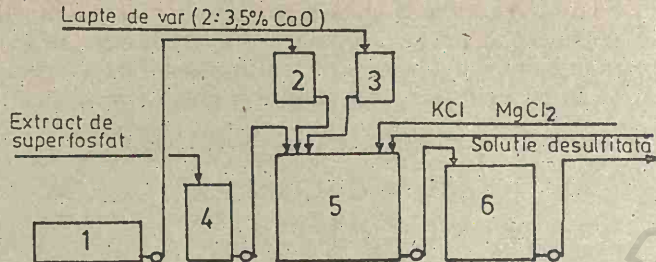 Lapte de var (2÷3,5% CaO)
2
3
KCl MgCl2
Extract de
superfosfat
Soluție desulfitată
4
5
6
1